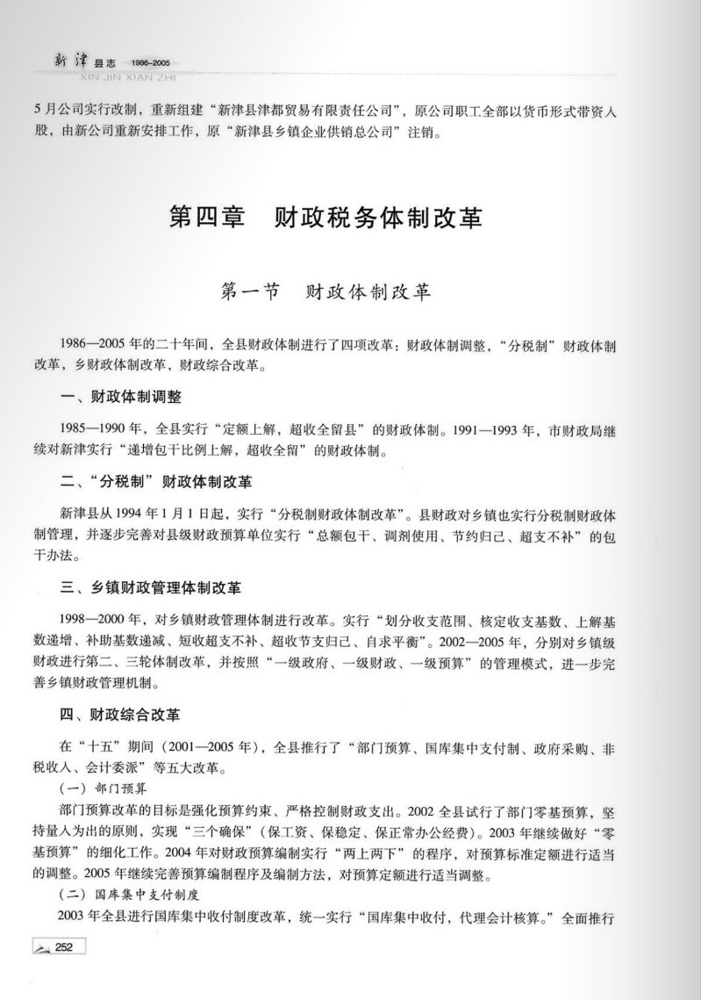 新津县志 1986-2005
XIN JIN XIAN ZHI
5月公司实行改制，重新组建“新津县津都贸易有限责任公司”，原公司职工全部以货币形式带资入
股，由新公司重新安排工作，原“新津县乡镇企业供销总公司”注销。
第四章 财政税务体制改革
第一节 财政体制改革
1986—2005年的二十年间，全县财政体制进行了四项改革：财政体制调整，“分税制”财政体制
改革，乡财政体制改革，财政综合改革。
一、财政体制调整
1985—1990年，全县实行“定额上解，超收全留县”的财政体制。1991—1993年，市财政局继
续对新津实行“递增包干比例上解，超收全留”的财政体制。
二、“分税制”财政体制改革
新津县从1994年1月1日起，实行“分税制财政体制改革”。县财政对乡镇也实行分税制财政体
制管理，并逐步完善对县级财政预算单位实行“总额包干、调剂使用、节约归己、超支不补”的包
干办法。
三、乡镇财政管理体制改革
1998—2000年，对乡镇财政管理体制进行改革。实行“划分收支范围、核定收支基数、上解基
数递增、补助基数递减、短收超支不补、超收节支归己、自求平衡”。2002—2005年，分别对乡镇级
财政进行第二、三轮体制改革，并按照“一级政府、一级财政、一级预算”的管理模式，进一步完
善乡镇财政管理机制。
四、财政综合改革
在“十五”期间（2001—2005年），全县推行了“部门预算、国库集中支付制、政府采购、非
税收入、会计委派”等五大改革。
（一）部门预算
部门预算改革的目标是强化预算约束、严格控制财政支出。2002全县试行了部门零基预算，坚
持量入为出的原则，实现“三个确保”（保工资、保稳定、保正常办公经费）。2003年继续做好“零
基预算”的细化工作。2004年对财政预算编制实行“两上两下”的程序，对预算标准定额进行适当
的调整。2005年继续完善预算编制程序及编制方法，对预算定额进行适当调整。
（二）国库集中支付制度
2003年全县进行国库集中收付制度改革，统一实行“国库集中收付，代理会计核算。”全面推行
252